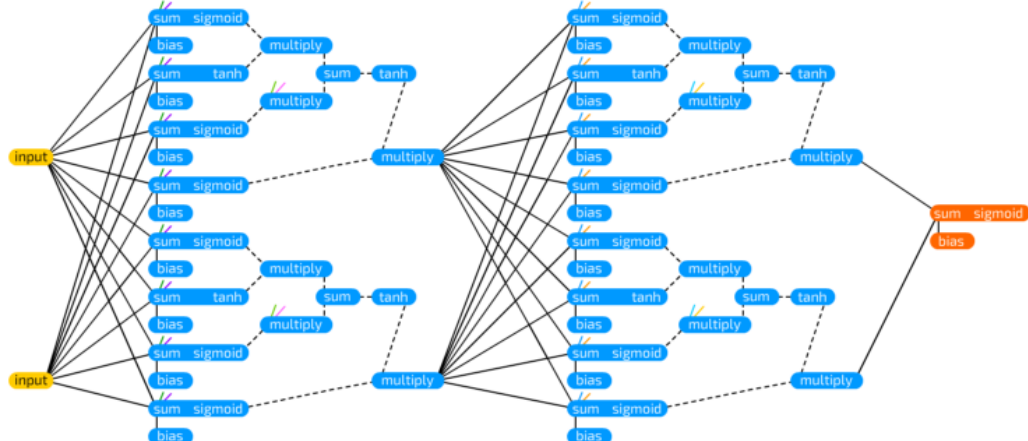 sum sigmoid sum sigmoid
bias multiply bias multiply
sum tanh sum tanh sum tanh sum tanh
bias multiply bias multiply
sum sigmoid sum sigmoid
input bias multiply bias multiply
sum sigmoid sum sigmoid
bias bias sum sigmoid
sum sigmoid sum sigmoid bias
bias multiply bias multiply
sum tanh sum tanh sum tanh sum tanh
bias multiply bias multiply
sum sigmoid sum sigmoid
input bias multiply bias multiply
sum sigmoid sum sigmoid
bias bias